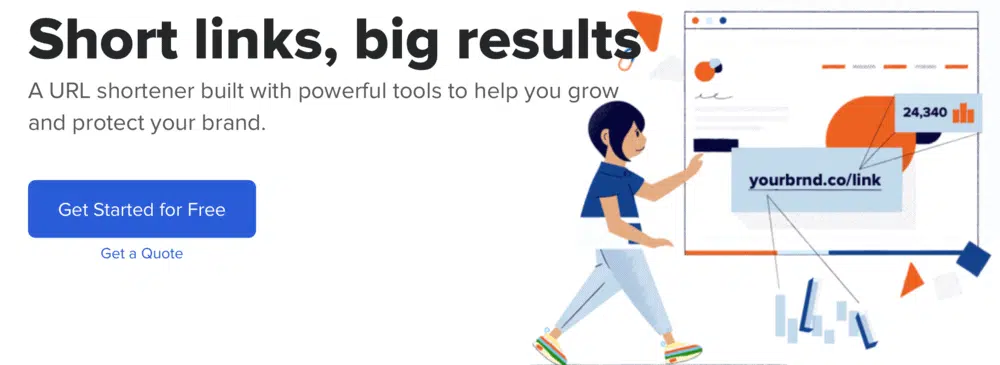 Short links, big results
A URL shortener built with powerful tools to help you grow
and protect your brand.
Get Started for Free
Get a Quote
24,340
yourbrnd.co/link